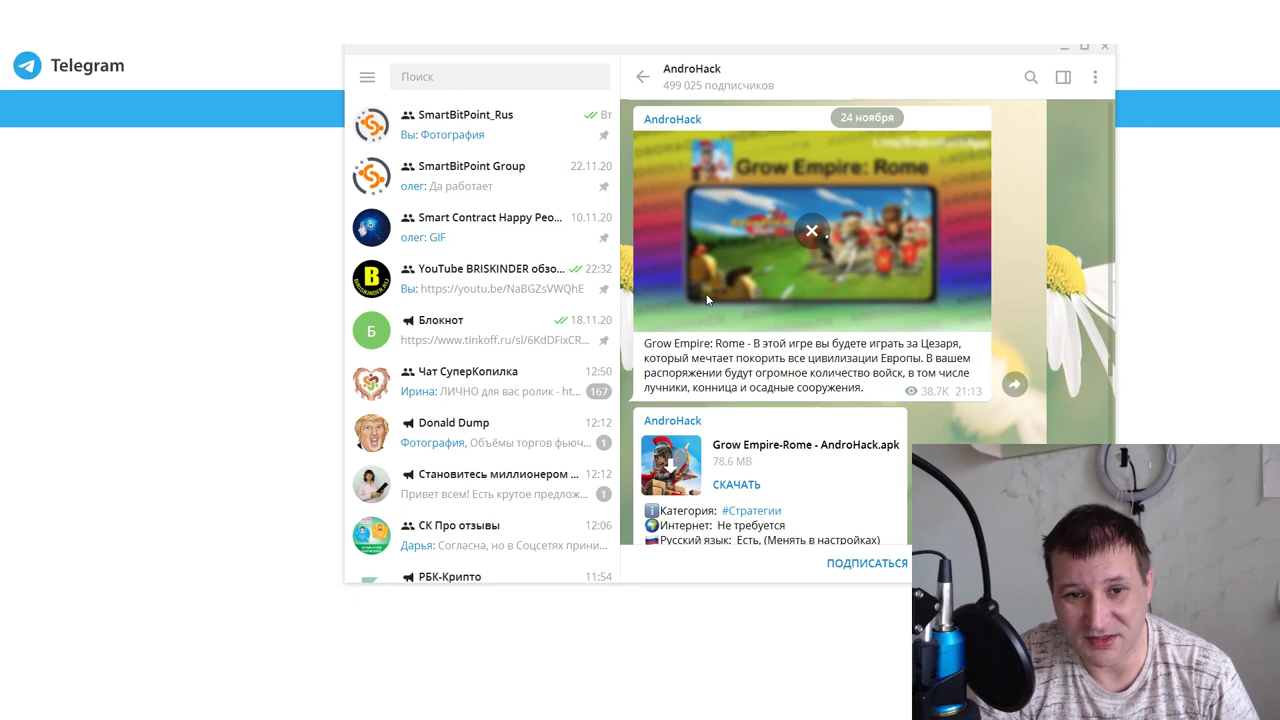 Telegram
Поиск
SmartBitPoint_Rus
Вт
Вы: Фотография
SmartBitPoint Group
22.11.20
олег: Да работает
Smart Contract Happy Peo...
10.11.20
олег: GIF
YouTube BRISKINDER обзо...
22:32
Вы: https://youtu.be/NaBGZsVWQhE
B
BRISKINDER.RU
Б
Блокнот
18.11.20
https://www.tinkoff.ru/sl/6KdDFixCR...
Чат СуперКопилка
12:50
Ирина: ЛИЧНО для вас ролик - ht...
167
Donald Dump
12:12
Фотография, Объёмы торгов фьюч...
1
Становитесь миллионером ...
12:12
Привет всем! Есть крутое предлож...
1
СК Про отзывы
12:06
Дарья: Согласна, но в Соцсетях прини...
РБК-Крипто
11:54
AndroHack
499 025 подписчиков
24 ноября
AndroHack
Grow Empire: Rome
Grow Empire: Rome - В этой игре вы будете играть за Цезаря,
который мечтает покорить все цивилизации Европы. В вашем
распоряжении будут огромное количество войск, в том числе
лучники, конница и осадные сооружения.
38.7K 21:13
AndroHack
Grow Empire-Rome - AndroHack.apk
78,6 MB
СКАЧАТЬ
Категория: #Стратегии
Интернет: Не требуется
Русский язык: Есть, (Менять в настройках)
ПОДПИСАТЬСЯ